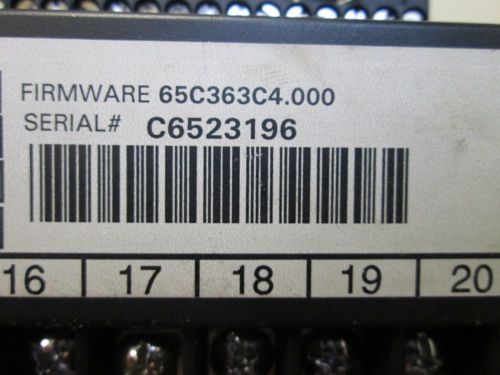 FIRMWARE 65C363C4.000
SERIAL# C6523196
16 17 18 19 20